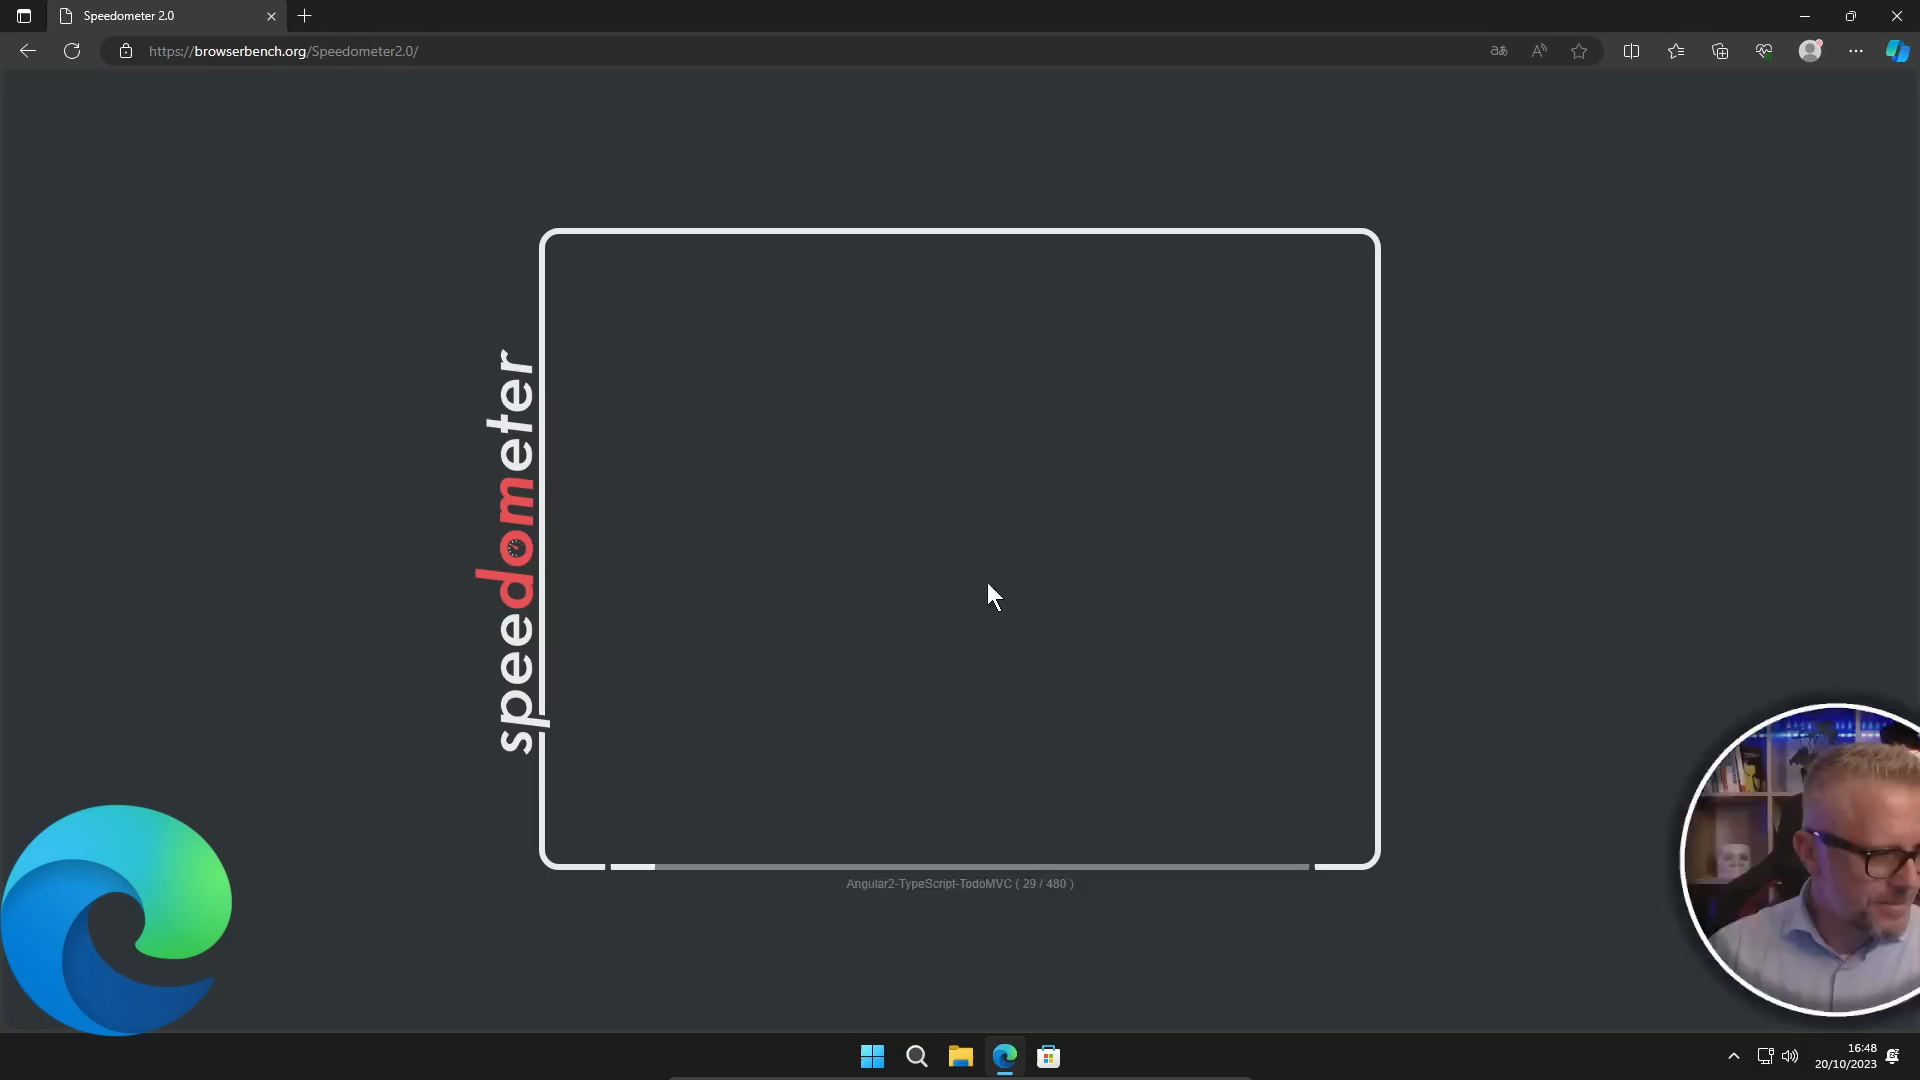 Speedometer 2.0
https://browserbench.org/Speedometer2.0/
speedometer
Angular2-TypeScript-TodoMVC ( 29 / 480 )
16:48
20/10/2023